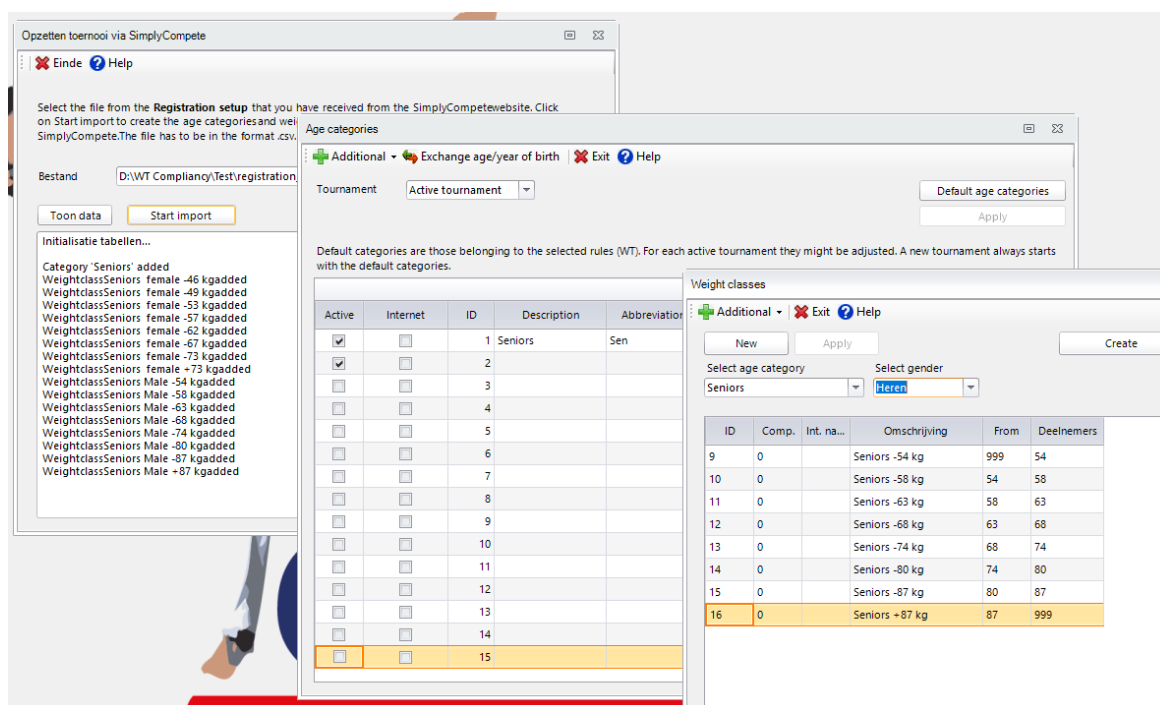 Opzetten toernooi via SimplyCompete
Einde Help
Select the file from the Registration setup that you have received from the SimplyCompetewebsite. Click
on Start import to create the age categoriesand wei
SimplyCompete.The file has to be in the format .csv.
Bestand D:\WT Compliancy\Test\registration_
Toon data Start import
Initialisatie tabellen...
Category 'Seniors' added
WeightclassSeniors female -46 kgadded
WeightclassSeniors female -49 kgadded
WeightclassSeniors female -53 kgadded
WeightclassSeniors female -57 kgadded
WeightclassSeniors female -62 kgadded
WeightclassSeniors female -67 kgadded
WeightclassSeniors female -73 kgadded
WeightclassSeniors female +73 kgadded
WeightclassSeniors Male -54 kgadded
WeightclassSeniors Male -58 kgadded
WeightclassSeniors Male -63 kgadded
WeightclassSeniors Male -68 kgadded
WeightclassSeniors Male -74 kgadded
WeightclassSeniors Male -80 kgadded
WeightclassSeniors Male -87 kgadded
WeightclassSeniors Male +87 kgadded
Age categories
Additional Exchange age/year of birth Exit Help
Tournament Active tournament Default age categories
Apply
Default categories are those belonging to the selected rules (WT). For each active tournament they might be adjusted. A new tournament always starts
with the default categories.
Active Internet ID Description Abbreviation
1 Seniors Sen
2
3
4
5
6
7
8
9
10
11
12
13
14
15
Weight classes
Additional Exit Help
New Apply Create
Select age category Select gender
Seniors Heren
ID Comp. Int. na... Omschrijving From Deelnemers
9 0 Seniors -54 kg 999 54
10 0 Seniors -58 kg 54 58
11 0 Seniors -63 kg 58 63
12 0 Seniors -68 kg 63 68
13 0 Seniors -74 kg 68 74
14 0 Seniors -80 kg 74 80
15 0 Seniors -87 kg 80 87
16 0 Seniors +87 kg 87 999